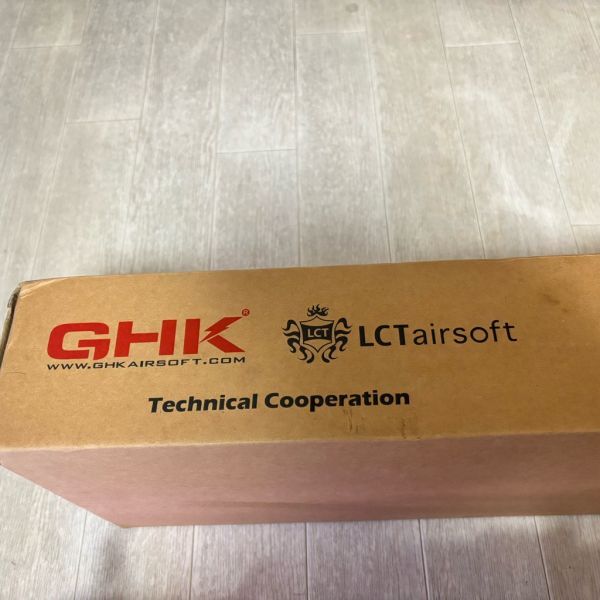 GHK® LCT LCTairsoft
WWW.GHKAIRSOFT.COM
Technical Cooperation